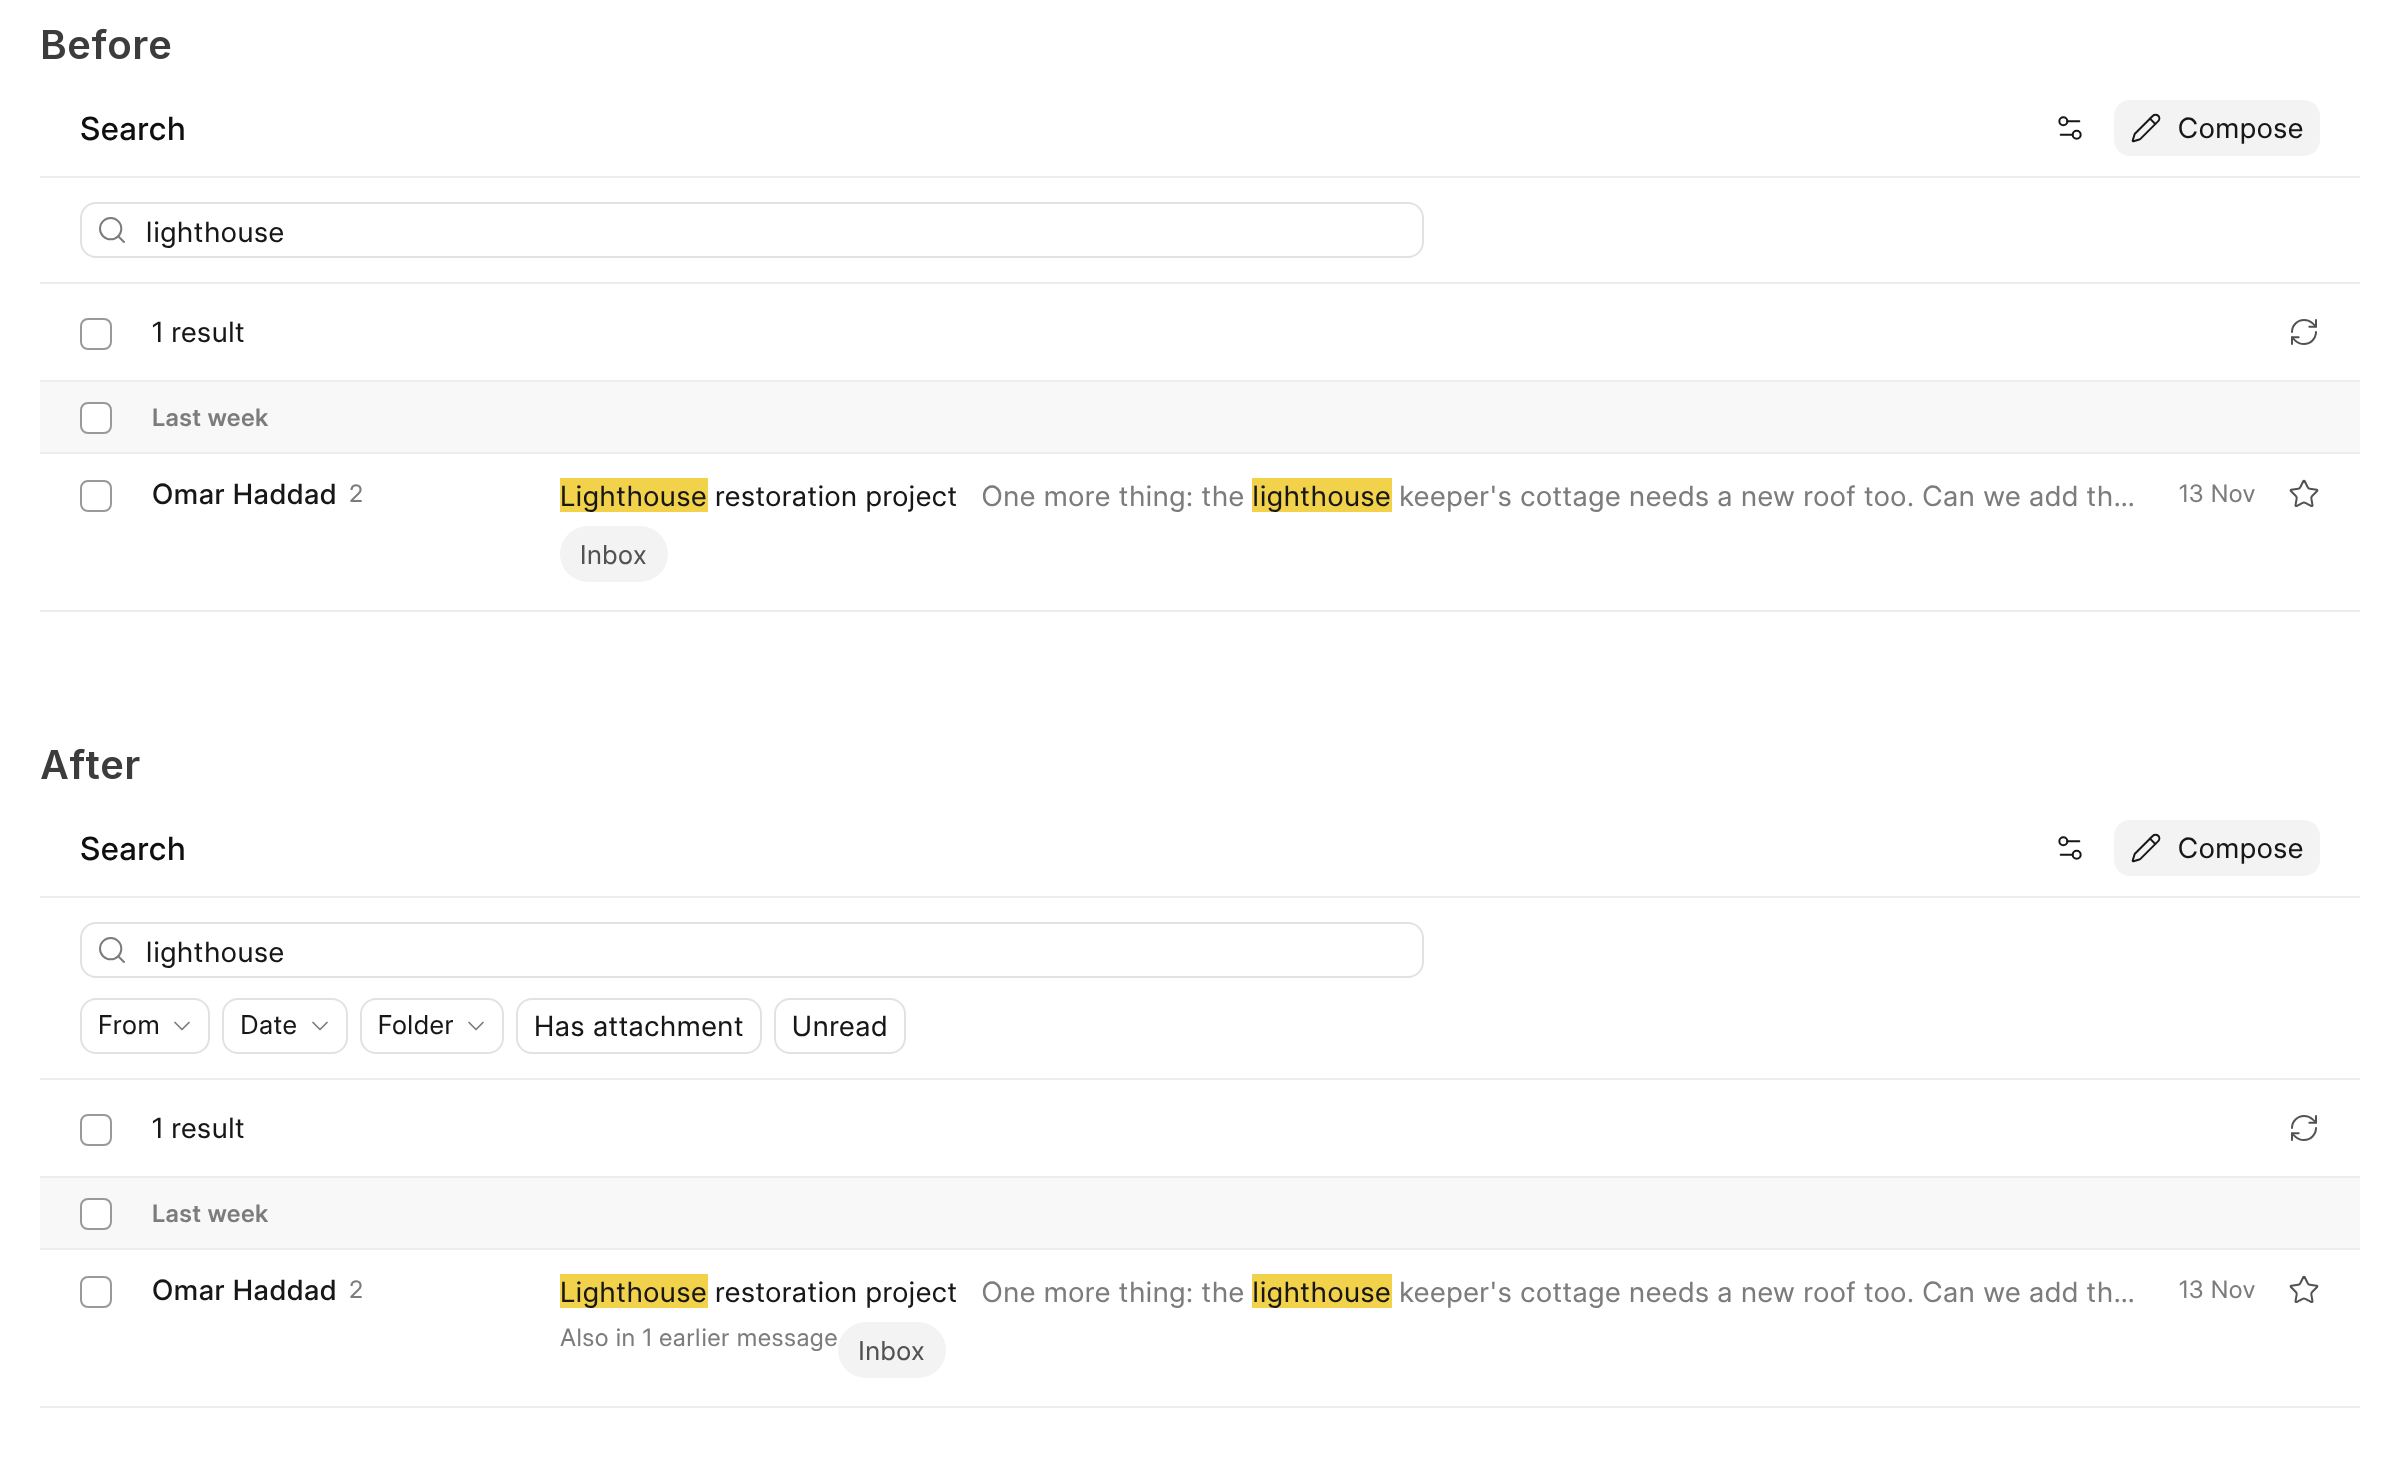 Before
Search
Compose
lighthouse
1 result
Last week
Omar Haddad 2 Lighthouse restoration project One more thing: the lighthouse keeper's cottage needs a new roof too. Can we add th... 13 Nov
Inbox
After
Search
Compose
lighthouse
From Date Folder Has attachment Unread
1 result
Last week
Omar Haddad 2 Lighthouse restoration project One more thing: the lighthouse keeper's cottage needs a new roof too. Can we add th... 13 Nov
Also in 1 earlier message Inbox